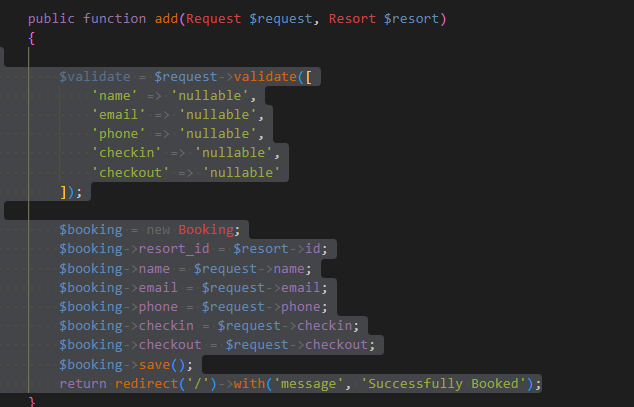 public function add(Request $request, Resort $resort)
{
$validate = $request->validate([
'name' => 'nullable',
'email' => 'nullable',
'phone' => 'nullable',
'checkin' => 'nullable',
'checkout' => 'nullable'
]);
$booking = new Booking;
$booking->resort_id = $resort->id;
$booking->name = $request->name;
$booking->email = $request->email;
$booking->phone = $request->phone;
$booking->checkin = $request->checkin;
$booking->checkout = $request->checkout;
$booking->save();
return redirect('/')->with('message', 'Successfully Booked');
}